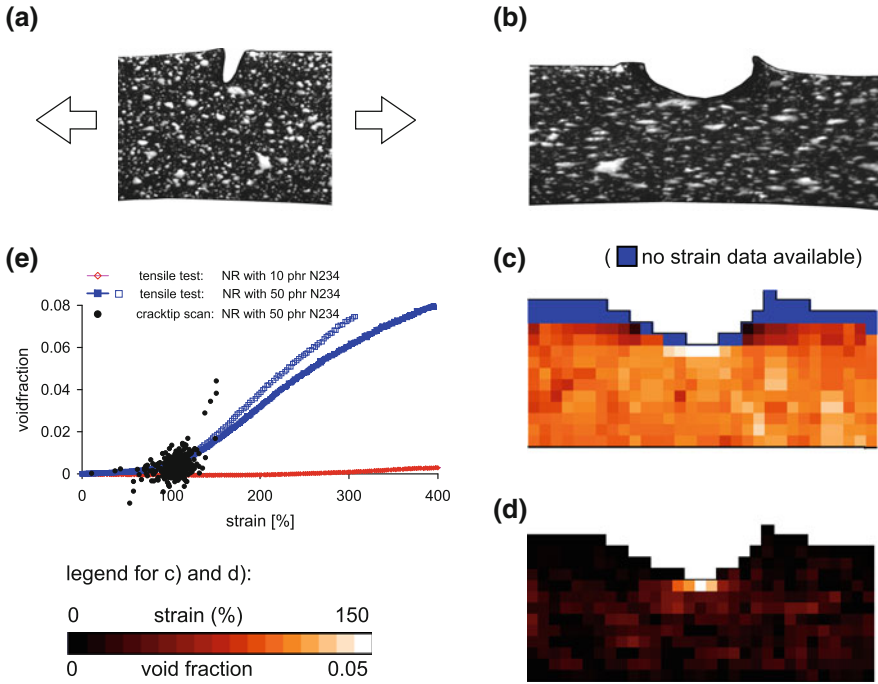 (a)
(b)
(e)
tensile test: NR with 10 phr N234
tensile test: NR with 50 phr N234
cracktip scan: NR with 50 phr N234
0.08
0.06
0.04
0.02
0
voidfraction
0 100 200 300 400
strain [%]
(c)
( no strain data available)
(d)
legend for c) and d):
0 strain (%) 150
0 void fraction 0.05